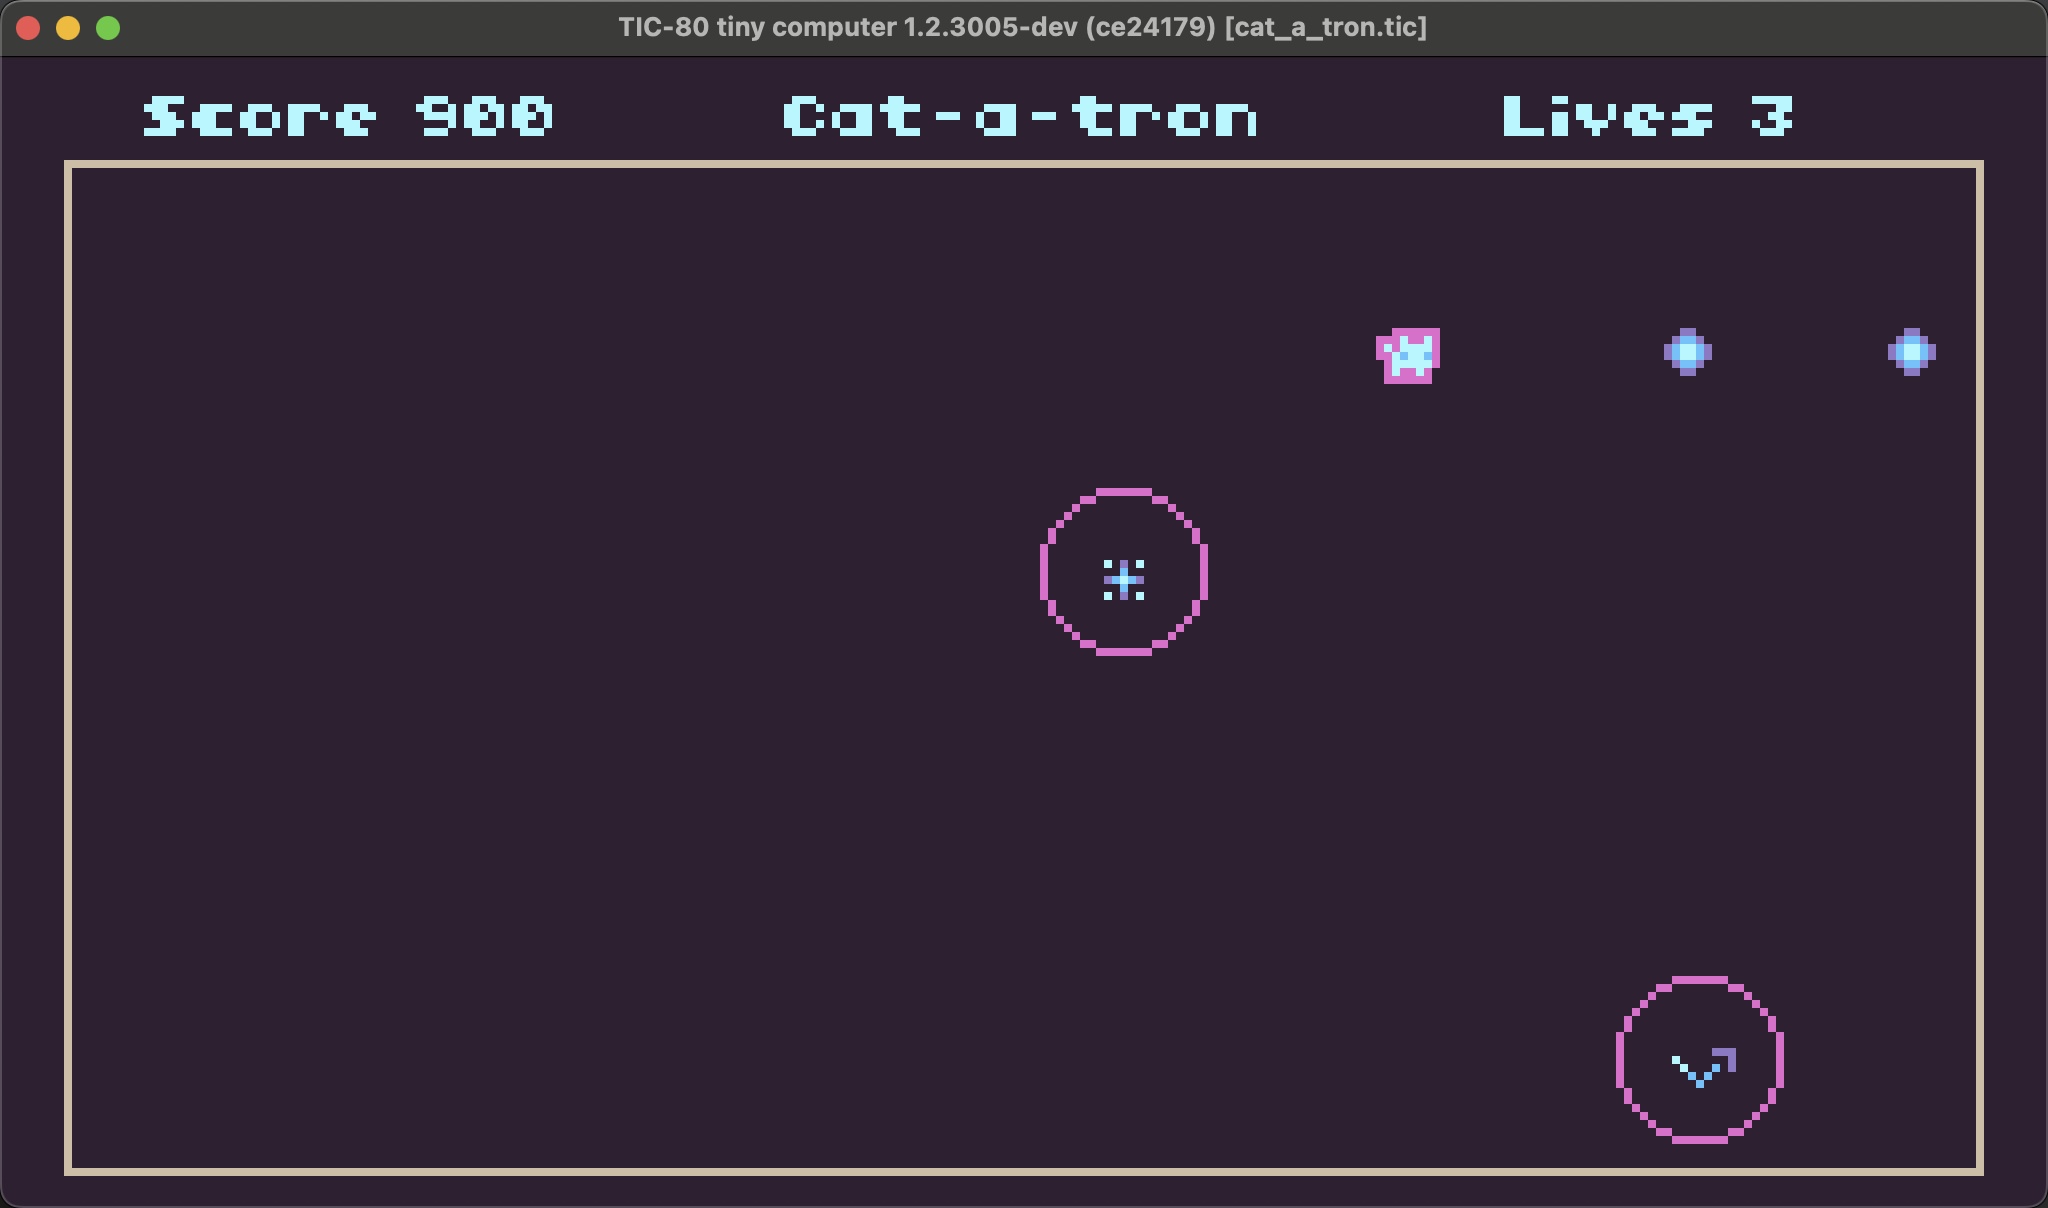 TIC-80 tiny computer 1.2.3005-dev (ce24179) [cat_a_tron.tic]
Score 900 Cat-a-tron Lives 3